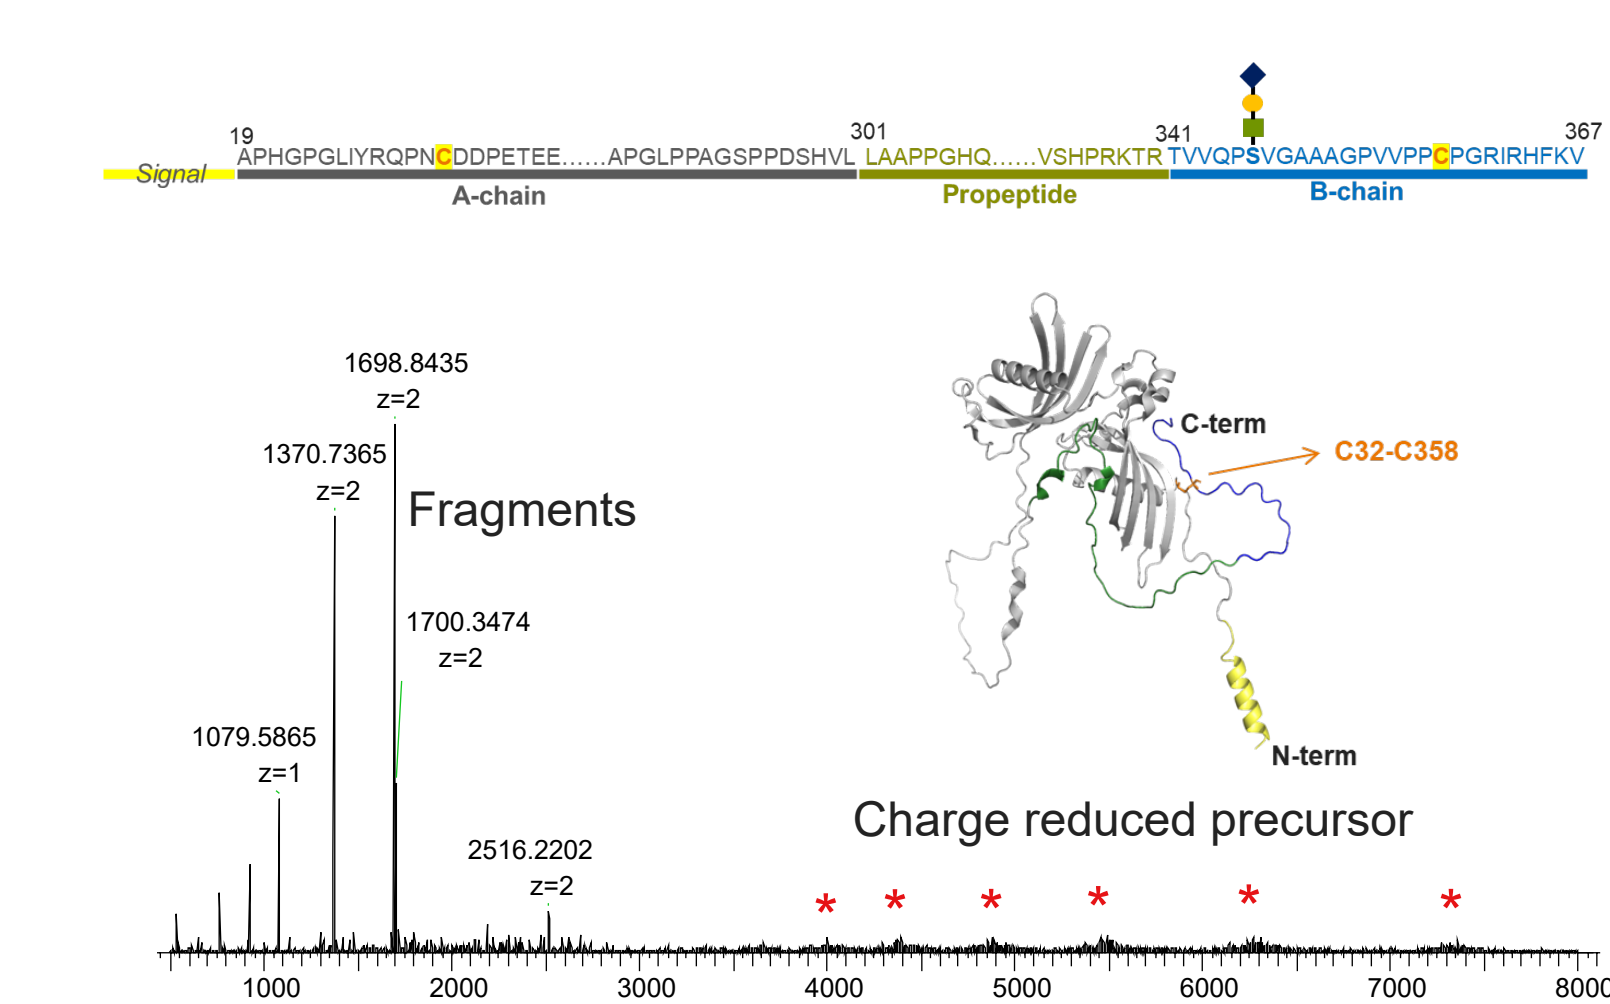 19
301
341
367
Signal
APHGPGLIYRQPNCDDPETEE......APGLPPAGSPPDSHVL LAAPPGHQ......VSHPRKTR TVVQPSVGAAAGPVVPPCPGRIRHFKV
A-chain
Propeptide
B-chain
1698.8435
z=2
1370.7365
z=2
Fragments
1700.3474
z=2
1079.5865
z=1
2516.2202
z=2
C-term
C32-C358
N-term
Charge reduced precursor
* * * * * *
1000 2000 3000 4000 5000 6000 7000 8000